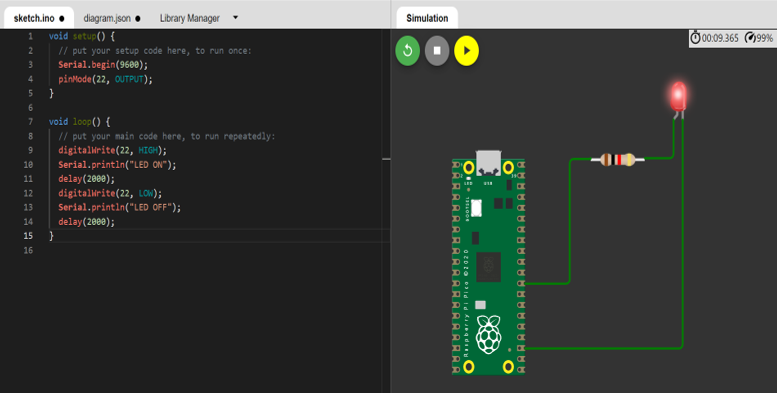 sketch.ino ●
diagram.json ●
Library Manager
Simulation
1 void setup() {
2 // put your setup code here, to run once:
3 Serial.begin(9600);
4 pinMode(22, OUTPUT);
5 }
6
7 void loop() {
8 // put your main code here, to run repeatedly:
9 digitalWrite(22, HIGH);
10 Serial.println("LED ON");
11 delay(2000);
12 digitalWrite(22, LOW);
13 Serial.println("LED OFF");
14 delay(2000);
15 }
16
00:09.365 99%
LED USB
BOOTSEL
Raspberry Pi Pico ©2020